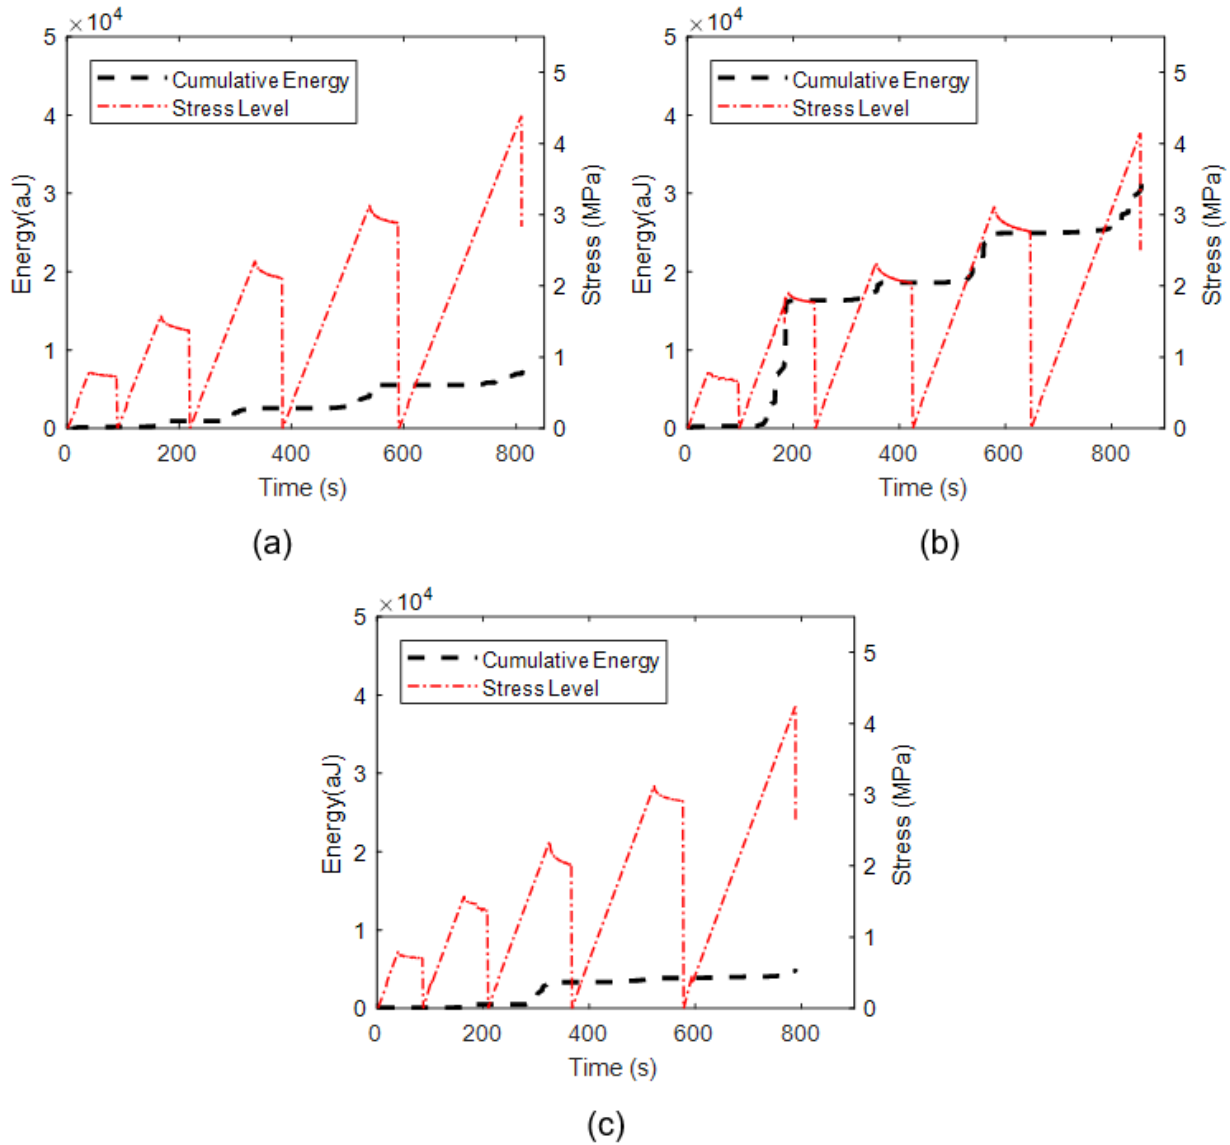 ×10⁴
5
4
3
2
1
0
Energy(aJ)
Cumulative Energy
Stress Level
5
4
3
2
1
0
Stress (MPa)
0 200 400 600 800
Time (s)
(a)
×10⁴
5
4
3
2
1
0
Energy(aJ)
Cumulative Energy
Stress Level
5
4
3
2
1
0
Stress (MPa)
0 200 400 600 800
Time (s)
(b)
×10⁴
5
4
3
2
1
0
Energy(aJ)
Cumulative Energy
Stress Level
5
4
3
2
1
0
Stress (MPa)
0 200 400 600 800
Time (s)
(c)